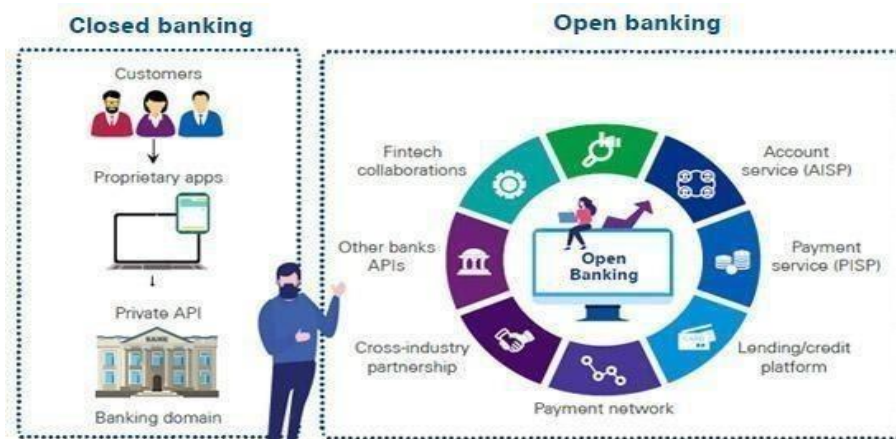 Closed banking
Customers
Proprietary apps
Private API
BANK
Banking domain
Open banking
Fintech
collaborations
Account
service (AISP)
Other banks
APIs
Open
Banking
Payment
service (PISP)
Cross-industry
partnership
Lending/credit
platform
Payment network